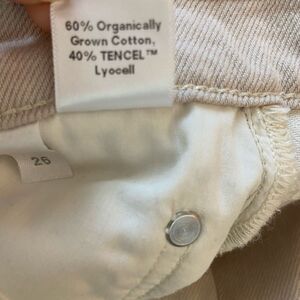 60% Organically
Grown Cotton,
40% TENCEL™
Lyocell
26